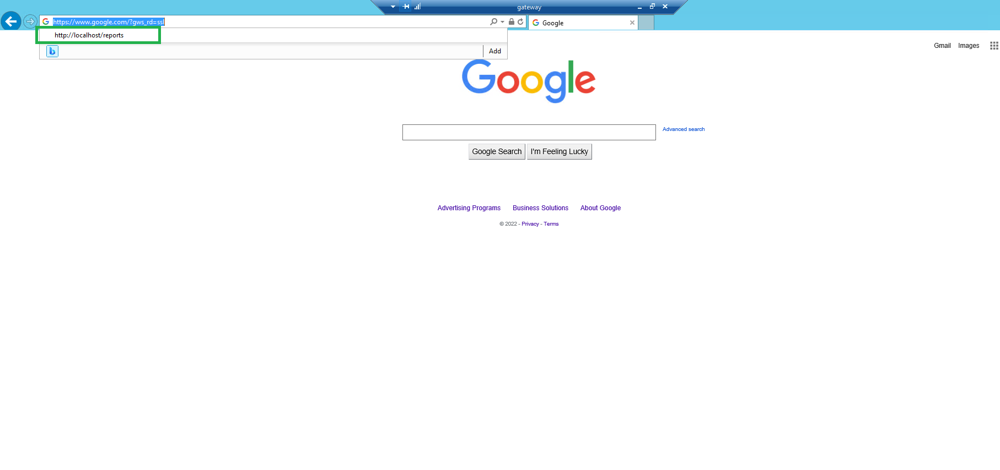 gateway
https://www.google.com/?gws_rd=ssl
Google
http://localhost/reports
Add
Gmail Images
Google
Advanced search
Google Search I'm Feeling Lucky
Advertising Programs Business Solutions About Google
© 2022 - Privacy - Terms